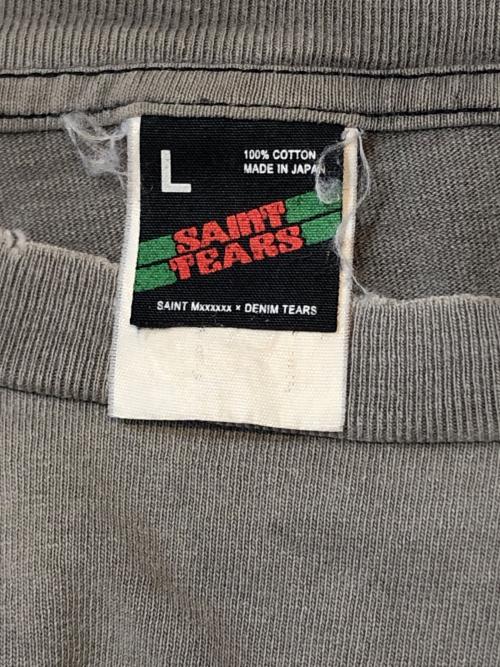 L
100% COTTON
MADE IN JAPAN
SAINT
TEARS
SAINT Mxxxxxx × DENIM TEARS